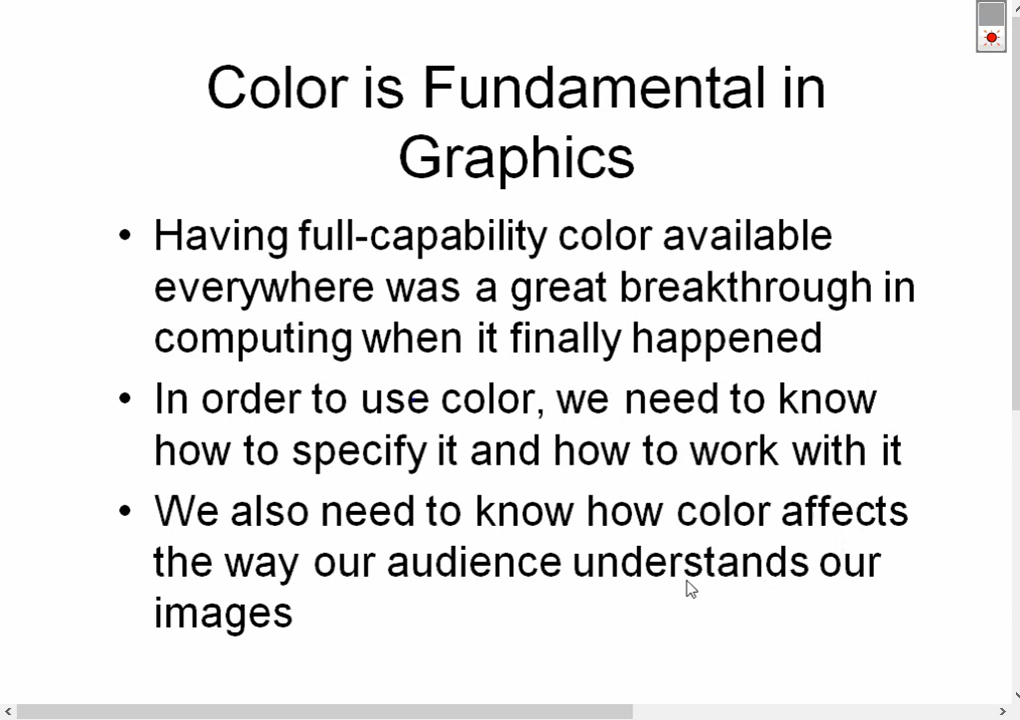 Color is Fundamental in
Graphics
• Having full-capability color available
everywhere was a great breakthrough in
computing when it finally happened
• In order to use color, we need to know
how to specify it and how to work with it
• We also need to know how color affects
the way our audience understands our
images